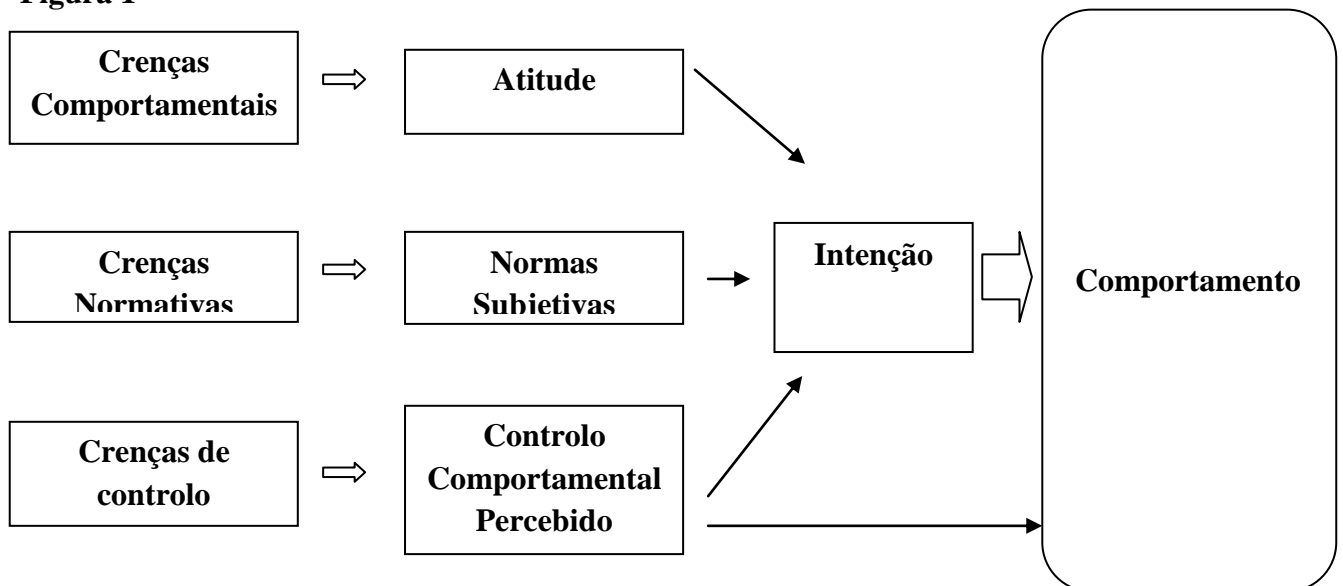 Figura 1
Crenças
Comportamentais
Atitude
Crenças
Normativas
Normas
Subjetivas
Intenção
Comportamento
Crenças de
controlo
Controlo
Comportamental
Percebido